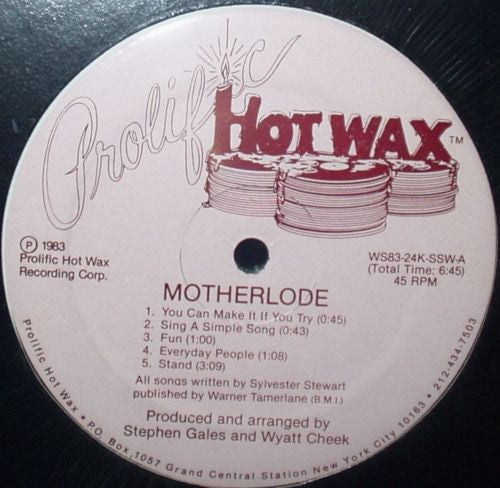 Prolific
HOT WAX™
Ⓟ 1983
Prolific Hot Wax
Recording Corp.
WS83-24K-SSW-A
(Total Time: 6:45)
45 RPM
MOTHERLODE
1. You Can Make It If You Try (0:45)
2. Sing A Simple Song (0:43)
3. Fun (1:00)
4. Everyday People (1:08)
5. Stand (3:09)
All songs written by Sylvester Stewart
published by Warner Tamerlane (B.M.I.)
Produced and arranged by
Stephen Gales and Wyatt Cheek
Prolific Hot Wax • P.O. Box 1057 Grand Central Station New York City 10163 • 212-434-7503